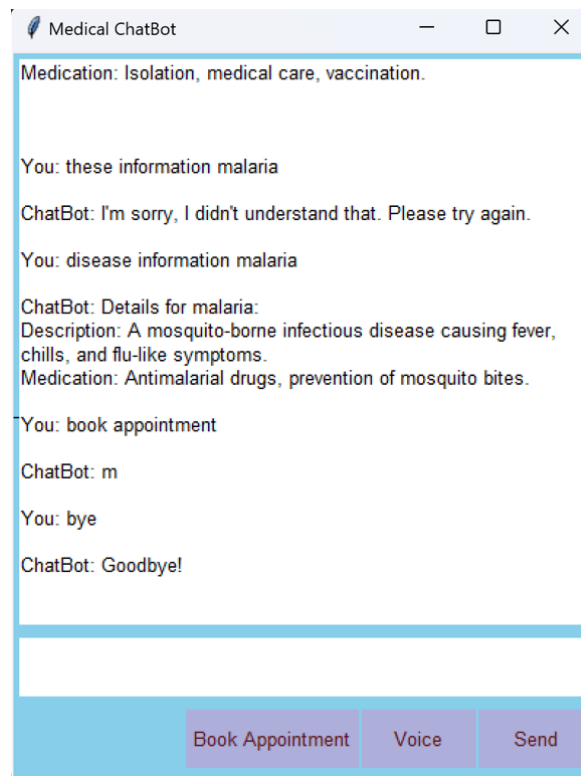 Medical ChatBot
Medication: Isolation, medical care, vaccination.
You: these information malaria
ChatBot: I'm sorry, I didn't understand that. Please try again.
You: disease information malaria
ChatBot: Details for malaria:
Description: A mosquito-borne infectious disease causing fever,
chills, and flu-like symptoms.
Medication: Antimalarial drugs, prevention of mosquito bites.
You: book appointment
ChatBot: m
You: bye
ChatBot: Goodbye!
Book Appointment Voice Send